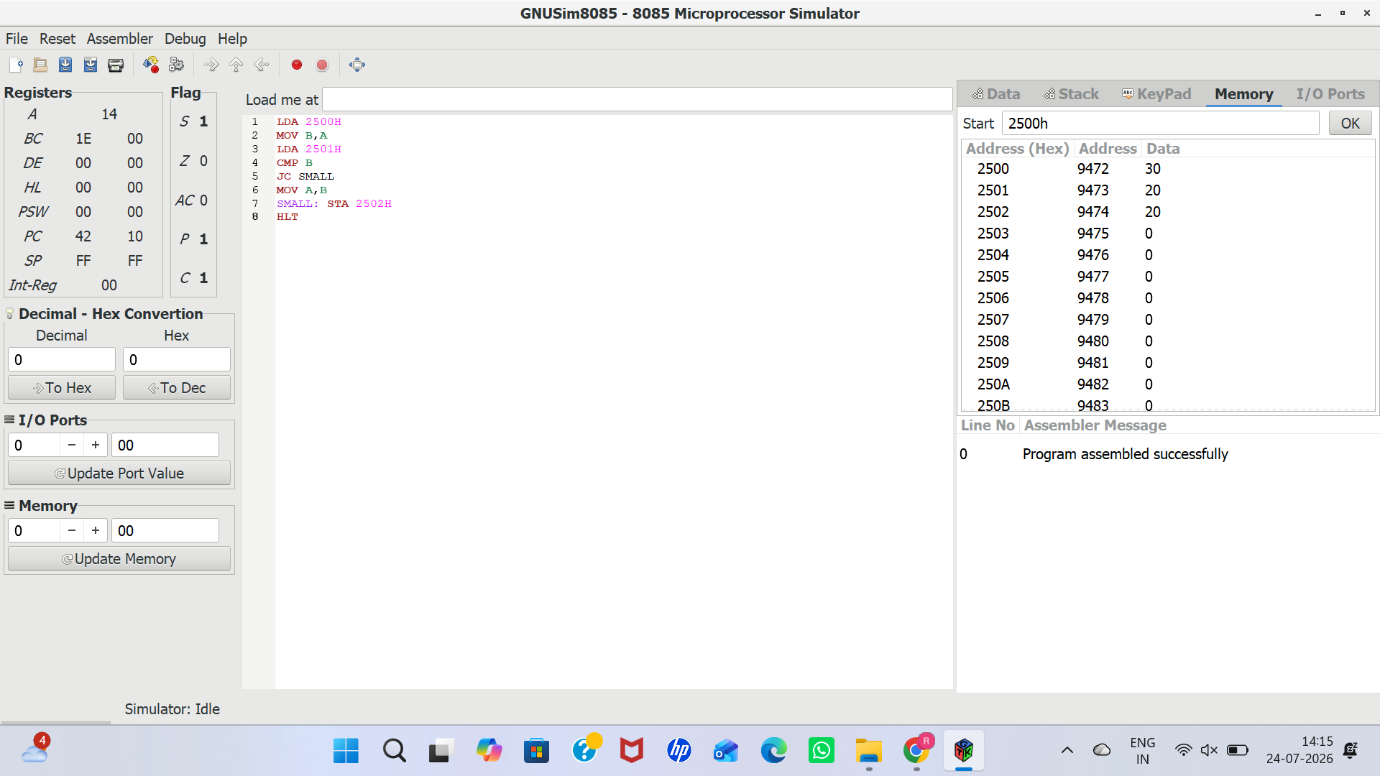 GNUSim8085 - 8085 Microprocessor Simulator
File Reset Assembler Debug Help
Registers
A 14
BC 1E 00
DE 00 00
HL 00 00
PSW 00 00
PC 42 10
SP FF FF
Int-Reg 00
Flag
S 1
Z 0
AC 0
P 1
C 1
Decimal - Hex Convertion
Decimal Hex
0 0
To Hex To Dec
I/O Ports
0 - + 00
Update Port Value
Memory
0 - + 00
Update Memory
Load me at
1 LDA 2500H
2 MOV B,A
3 LDA 2501H
4 CMP B
5 JC SMALL
6 MOV A,B
7 SMALL: STA 2502H
8 HLT
Data Stack KeyPad Memory I/O Ports
Start 2500h OK
Address (Hex) Address Data
2500 9472 30
2501 9473 20
2502 9474 20
2503 9475 0
2504 9476 0
2505 9477 0
2506 9478 0
2507 9479 0
2508 9480 0
2509 9481 0
250A 9482 0
250B 9483 0
Line No Assembler Message
0 Program assembled successfully
Simulator: Idle
4
hp
R
ENG
IN
14:15
24-07-2026